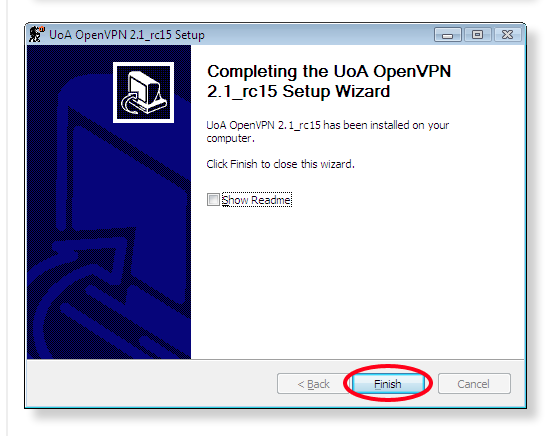 UoA OpenVPN 2.1_rc15 Setup
Completing the UoA OpenVPN
2.1_rc15 Setup Wizard
UoA OpenVPN 2.1_rc15 has been installed on your
computer.
Click Finish to close this wizard.
Show Readme
< Back Finish Cancel